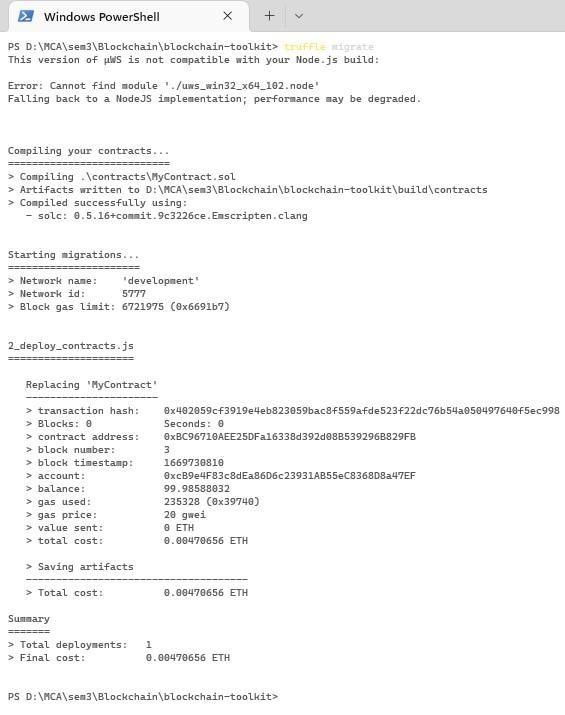 Windows PowerShell
PS D:\MCA\sem3\Blockchain\blockchain-toolkit> truffle migrate
This version of µWS is not compatible with your Node.js build:
Error: Cannot find module './uws_win32_x64_102.node'
Falling back to a NodeJS implementation; performance may be degraded.
Compiling your contracts...
===========================
> Compiling .\contracts\MyContract.sol
> Artifacts written to D:\MCA\sem3\Blockchain\blockchain-toolkit\build\contracts
> Compiled successfully using:
   - solc: 0.5.16+commit.9c3226ce.Emscripten.clang
Starting migrations...
======================
> Network name:    'development'
> Network id:      5777
> Block gas limit: 6721975 (0x6691b7)
2_deploy_contracts.js
=====================
   Replacing 'MyContract'
   ----------------------
   > transaction hash:    0x402059cf3919e4eb823059bac8f559afde523f22dc76b54a050497640f5ec998
   > Blocks: 0            Seconds: 0
   > contract address:    0xBC96710AEE25DFa16338d392d08B539296B829FB
   > block number:        3
   > block timestamp:     1669730810
   > account:             0xcB9e4F83c8dEa86D6c23931AB55eC8368D8a47EF
   > balance:             99.98588032
   > gas used:            235328 (0x39740)
   > gas price:           20 gwei
   > value sent:          0 ETH
   > total cost:          0.00470656 ETH
   > Saving artifacts
   -------------------------------------
   > Total cost:          0.00470656 ETH
Summary
=======
> Total deployments:   1
> Final cost:          0.00470656 ETH
PS D:\MCA\sem3\Blockchain\blockchain-toolkit>